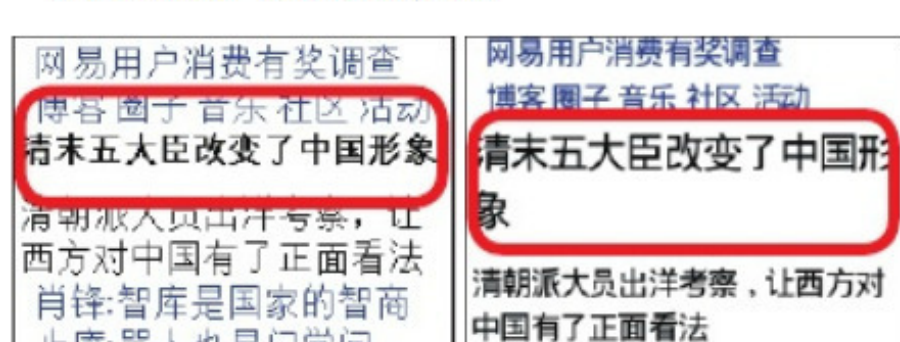 网易用户消费有奖调查
博客 圈子 音乐 社区 活动
清末五大臣改变了中国形象
清朝派大员出洋考察，让
西方对中国有了正面看法
肖锋:智库是国家的智商
网易用户消费有奖调查
博客 圈子 音乐 社区 活动
清末五大臣改变了中国形
象
清朝派大员出洋考察，让西方对
中国有了正面看法